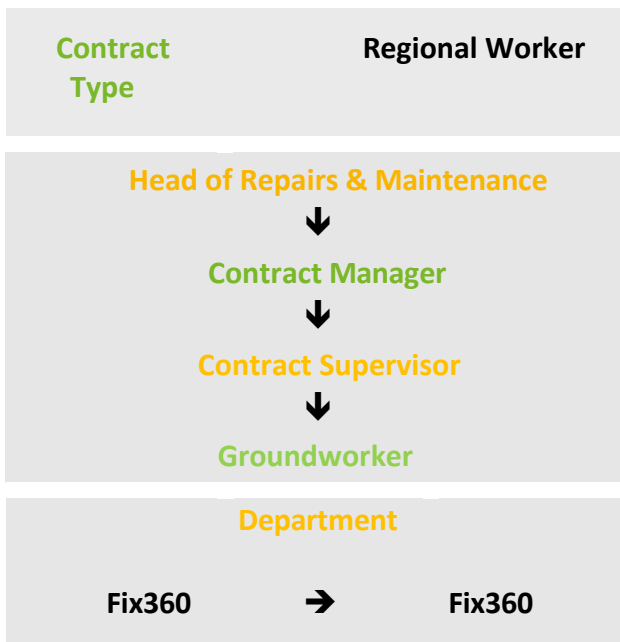 Contract Regional Worker
Type
Head of Repairs & Maintenance
🡫
Contract Manager
🡫
Contract Supervisor
🡫
Groundworker
Department
Fix360 🡪 Fix360